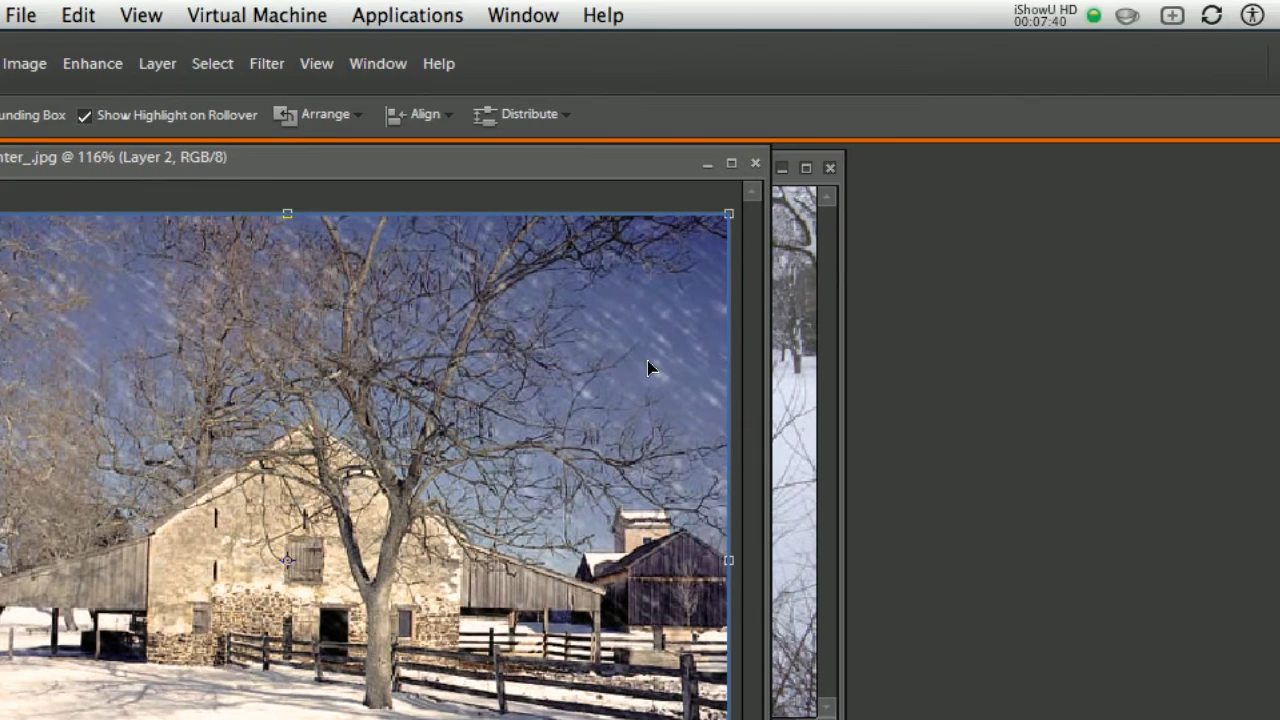 File Edit View Virtual Machine Applications Window Help iShowU HD
00:07:40
Image Enhance Layer Select Filter View Window Help
unding Box Show Highlight on Rollover Arrange Align Distribute
nter_.jpg @ 116% (Layer 2, RGB/8)